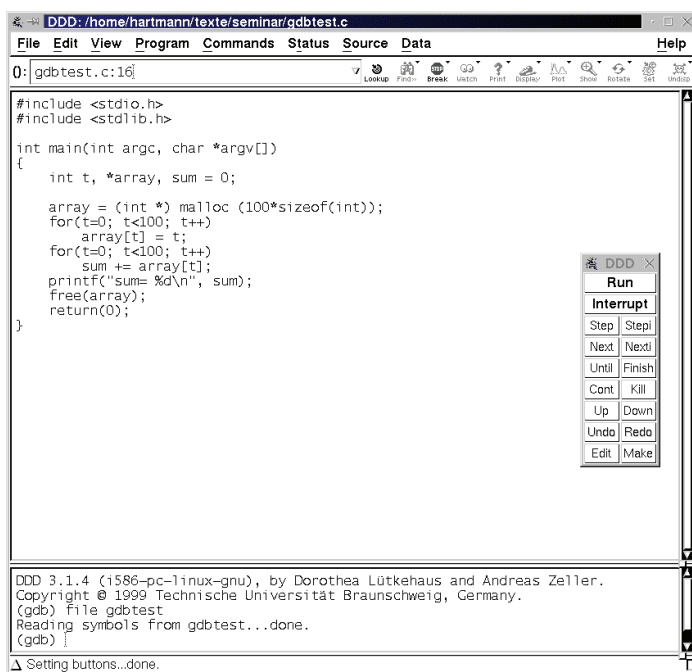 DDD: /home/hartmann/texte/seminar/gdbtest.c
File Edit View Program Commands Status Source Data Help
(): gdbtest.c:16 Lookup Find>> Break Watch Print Display Plot Show Rotate Set Undisp
#include <stdio.h>
#include <stdlib.h>
int main(int argc, char *argv[])
{
int t, *array, sum = 0;
array = (int *) malloc (100*sizeof(int));
for(t=0; t<100; t++)
array[t] = t;
for(t=0; t<100; t++)
sum += array[t];
printf("sum= %d\n", sum);
free(array);
return(0);
}
DDD
Run
Interrupt
Step Stepi
Next Nexti
Until Finish
Cont Kill
Up Down
Undo Redo
Edit Make
DDD 3.1.4 (i586-pc-linux-gnu), by Dorothea Lütkehaus and Andreas Zeller.
Copyright © 1999 Technische Universität Braunschweig, Germany.
(gdb) file gdbtest
Reading symbols from gdbtest...done.
(gdb)
Setting buttons...done.